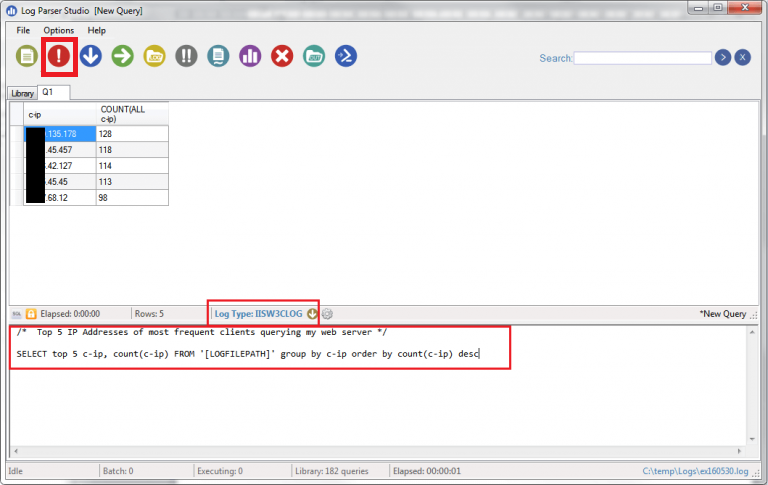 Log Parser Studio [New Query]
File Options Help
Search:
Library Q1
c-ip COUNT(ALL c-ip)
.135.178 128
.45.457 118
.42.127 114
.45.45 113
.68.12 98
Elapsed: 0:00:00 Rows: 5 Log Type: IISW3CLOG *New Query
/* Top 5 IP Addresses of most frequent clients querying my web server */
SELECT top 5 c-ip, count(c-ip) FROM '[LOGFILEPATH]' group by c-ip order by count(c-ip) desc
Idle Batch: 0 Executing: 0 Library: 182 queries Elapsed: 00:00:01 C:\temp\Logs\ex160530.log